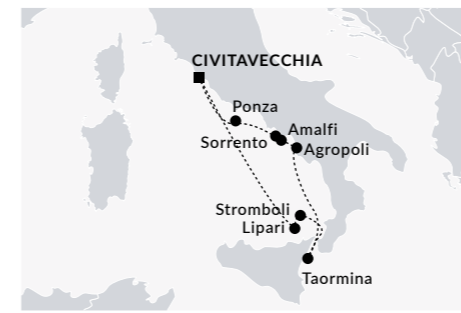 CIVITAVECCHIA
Ponza
Amalfi
Sorrento
Agropoli
Stromboli
Lipari
Taormina